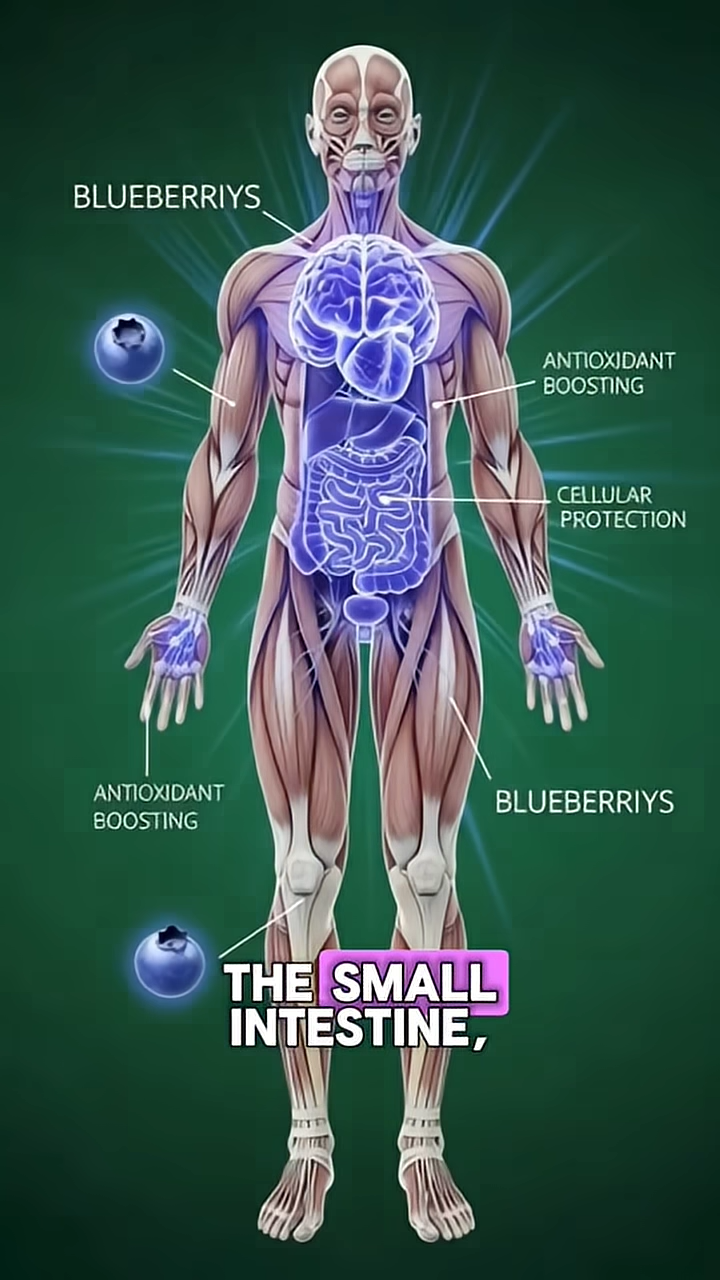 BLUEBERRIYS
ANTIOXIDANT
BOOSTING
CELLULAR
PROTECTION
ANTIOXIDANT
BOOSTING
BLUEBERRIYS
THE SMALL
INTESTINE,